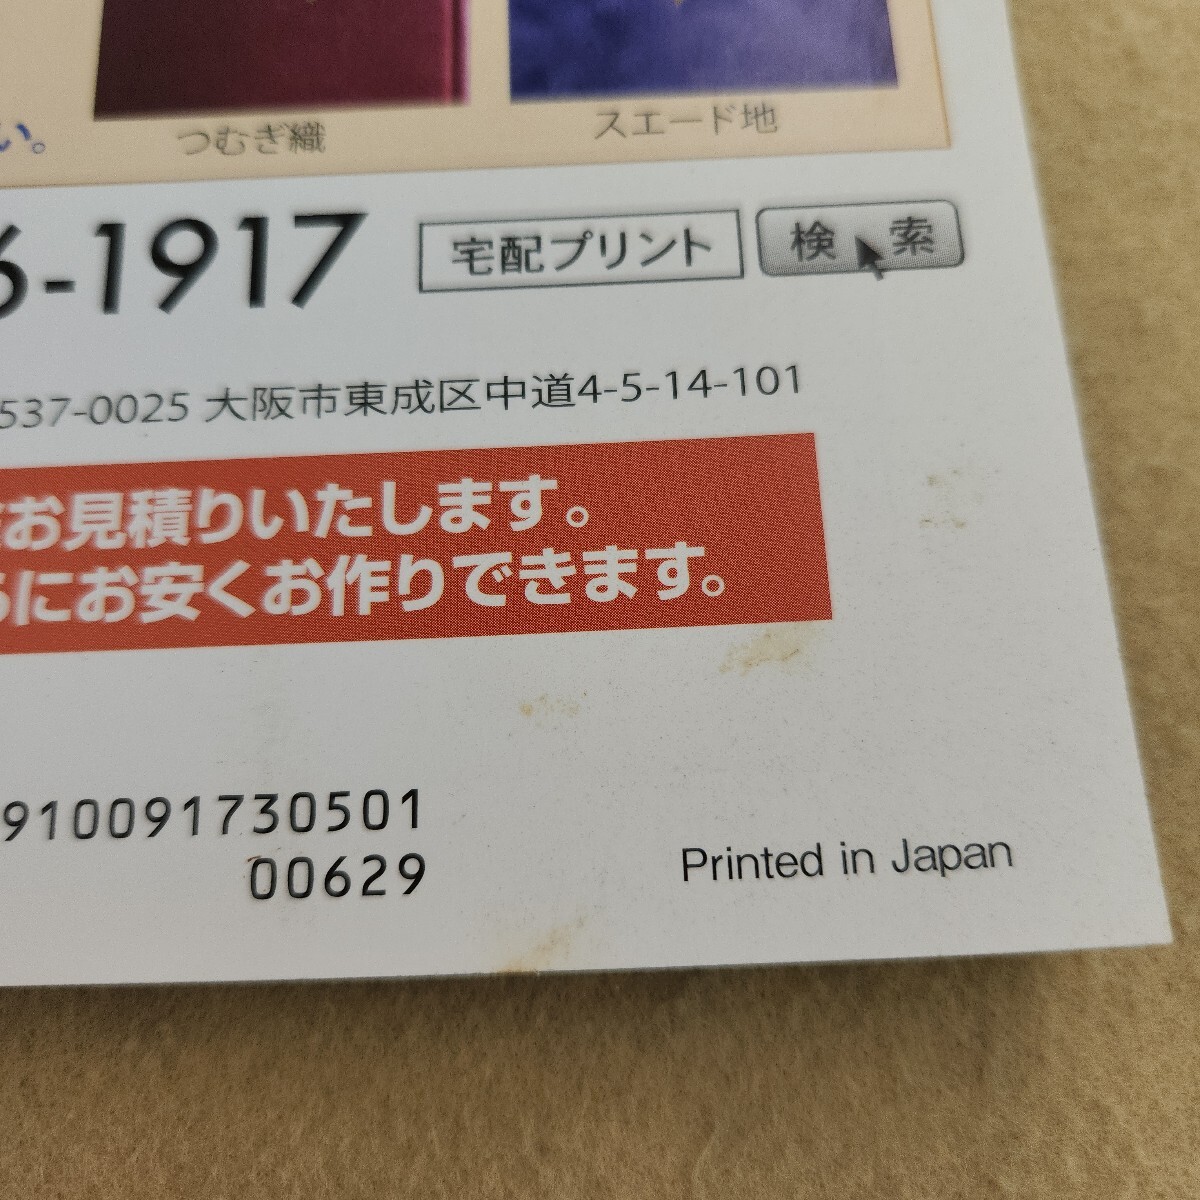 い。
つむぎ織
スエード地
6-1917
宅配プリント
検索
537-0025 大阪市東成区中道4-5-14-101
お見積りいたします。
らにお安くお作りできます。
910091730501
00629
Printed in Japan